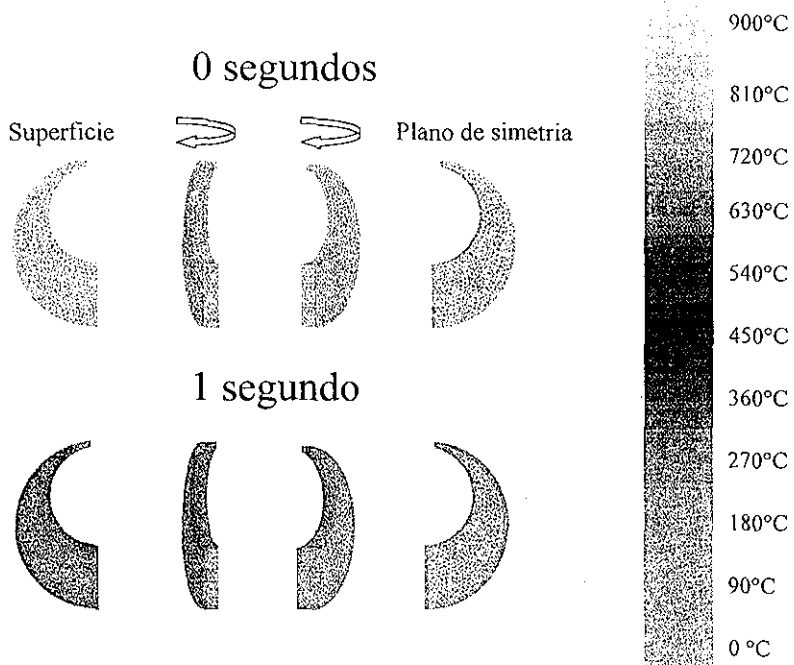 0 segundos
Superficie
Plano de simetria
1 segundo
900°C
810°C
720°C
630°C
540°C
450°C
360°C
270°C
180°C
90°C
0 °C